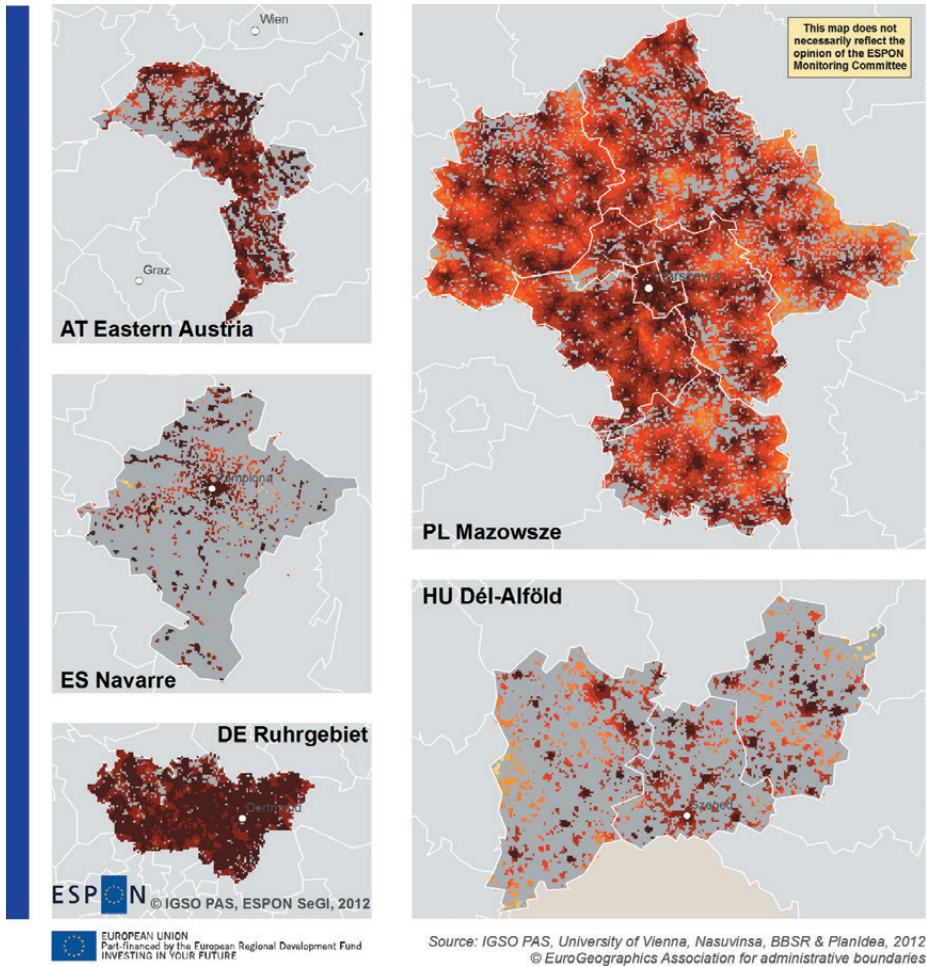 Wien
Graz
AT Eastern Austria
This map does not
necessarily reflect the
opinion of the ESPON
Monitoring Committee
PL Mazowsze
Pamplona
ES Navarre
HU Dél-Alföld
Szeged
DE Ruhrgebiet
Dortmund
ESPON
© IGSO PAS, ESPON SeGI, 2012
EUROPEAN UNION
Part-financed by the European Regional Development Fund
INVESTING IN YOUR FUTURE
Source: IGSO PAS, University of Vienna, Nasuvinsa, BBSR & PlanIdea, 2012
© EuroGeographics Association for administrative boundaries